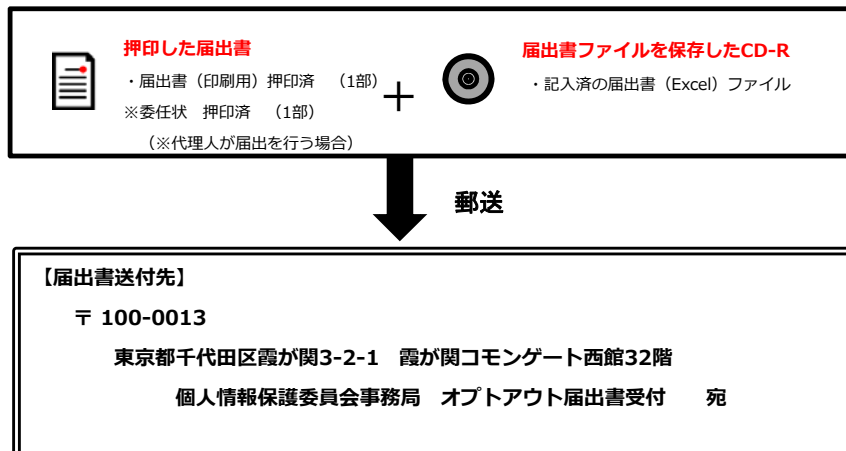 押印した届出書
・届出書（印刷用）押印済　（1部）
※委任状　押印済　（1部）
（※代理人が届出を行う場合）
＋
届出書ファイルを保存したCD-R
・記入済の届出書（Excel）ファイル
郵送
【届出書送付先】
〒 100-0013
東京都千代田区霞が関3-2-1　霞が関コモンゲート西館32階
個人情報保護委員会事務局　オプトアウト届出書受付　　宛